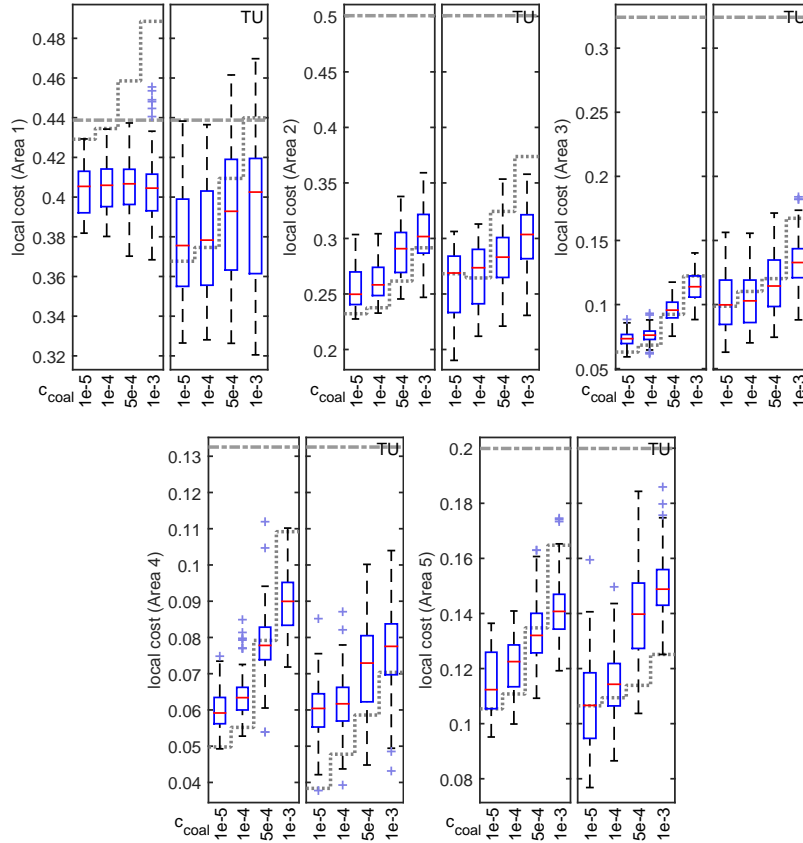 TU
TU
TU
0.48
0.46
0.44
0.42
0.4
0.38
0.36
0.34
0.32
local cost (Area 1)
c_coal
1e-5
1e-4
5e-4
1e-3
1e-5
1e-4
5e-4
1e-3
0.5
0.45
0.4
0.35
0.3
0.25
0.2
local cost (Area 2)
c_coal
1e-5
1e-4
5e-4
1e-3
1e-5
1e-4
5e-4
1e-3
0.3
0.25
0.2
0.15
0.1
0.05
local cost (Area 3)
c_coal
1e-5
1e-4
5e-4
1e-3
1e-5
1e-4
5e-4
1e-3
TU
TU
0.13
0.12
0.11
0.1
0.09
0.08
0.07
0.06
0.05
0.04
local cost (Area 4)
c_coal
1e-5
1e-4
5e-4
1e-3
1e-5
1e-4
5e-4
1e-3
0.2
0.18
0.16
0.14
0.12
0.1
0.08
local cost (Area 5)
c_coal
1e-5
1e-4
5e-4
1e-3
1e-5
1e-4
5e-4
1e-3